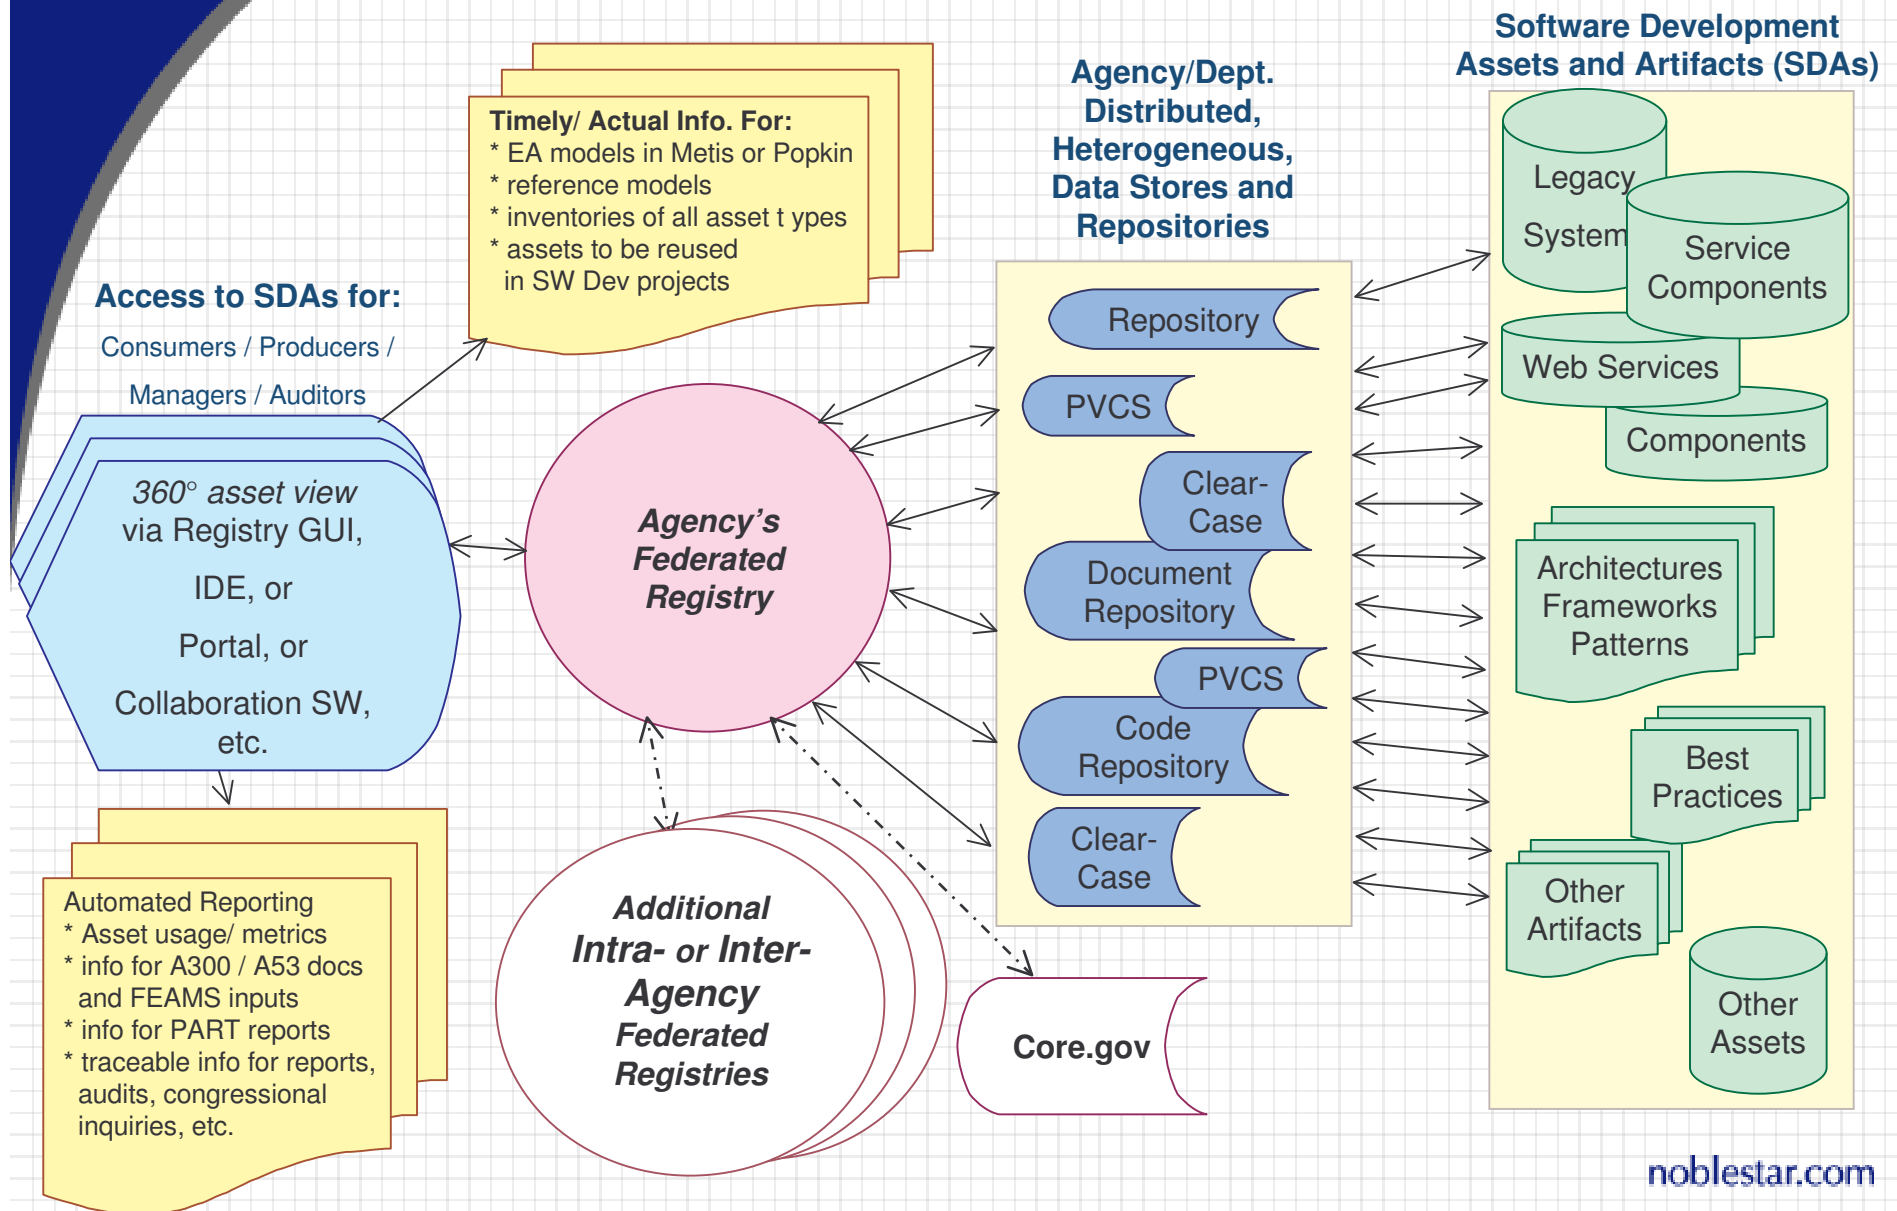 Software Development
Assets and Artifacts (SDAs)
Agency/Dept.
Distributed,
Heterogeneous,
Data Stores and
Repositories
Timely/ Actual Info. For:
* EA models in Metis or Popkin
* reference models
* inventories of all asset t ypes
* assets to be reused
in SW Dev projects
Access to SDAs for:
Consumers / Producers /
Managers / Auditors
360° asset view
via Registry GUI,
IDE, or
Portal, or
Collaboration SW,
etc.
Agency's
Federated
Registry
Repository
PVCS
Clear-
Case
Document
Repository
PVCS
Code
Repository
Clear-
Case
Legacy
System
Service
Components
Web Services
Components
Architectures
Frameworks
Patterns
Best
Practices
Other
Artifacts
Other
Assets
Automated Reporting
* Asset usage/ metrics
* info for A300 / A53 docs
and FEAMS inputs
* info for PART reports
* traceable info for reports,
audits, congressional
inquiries, etc.
Additional
Intra- or Inter-
Agency
Federated
Registries
Core.gov
noblestar.com